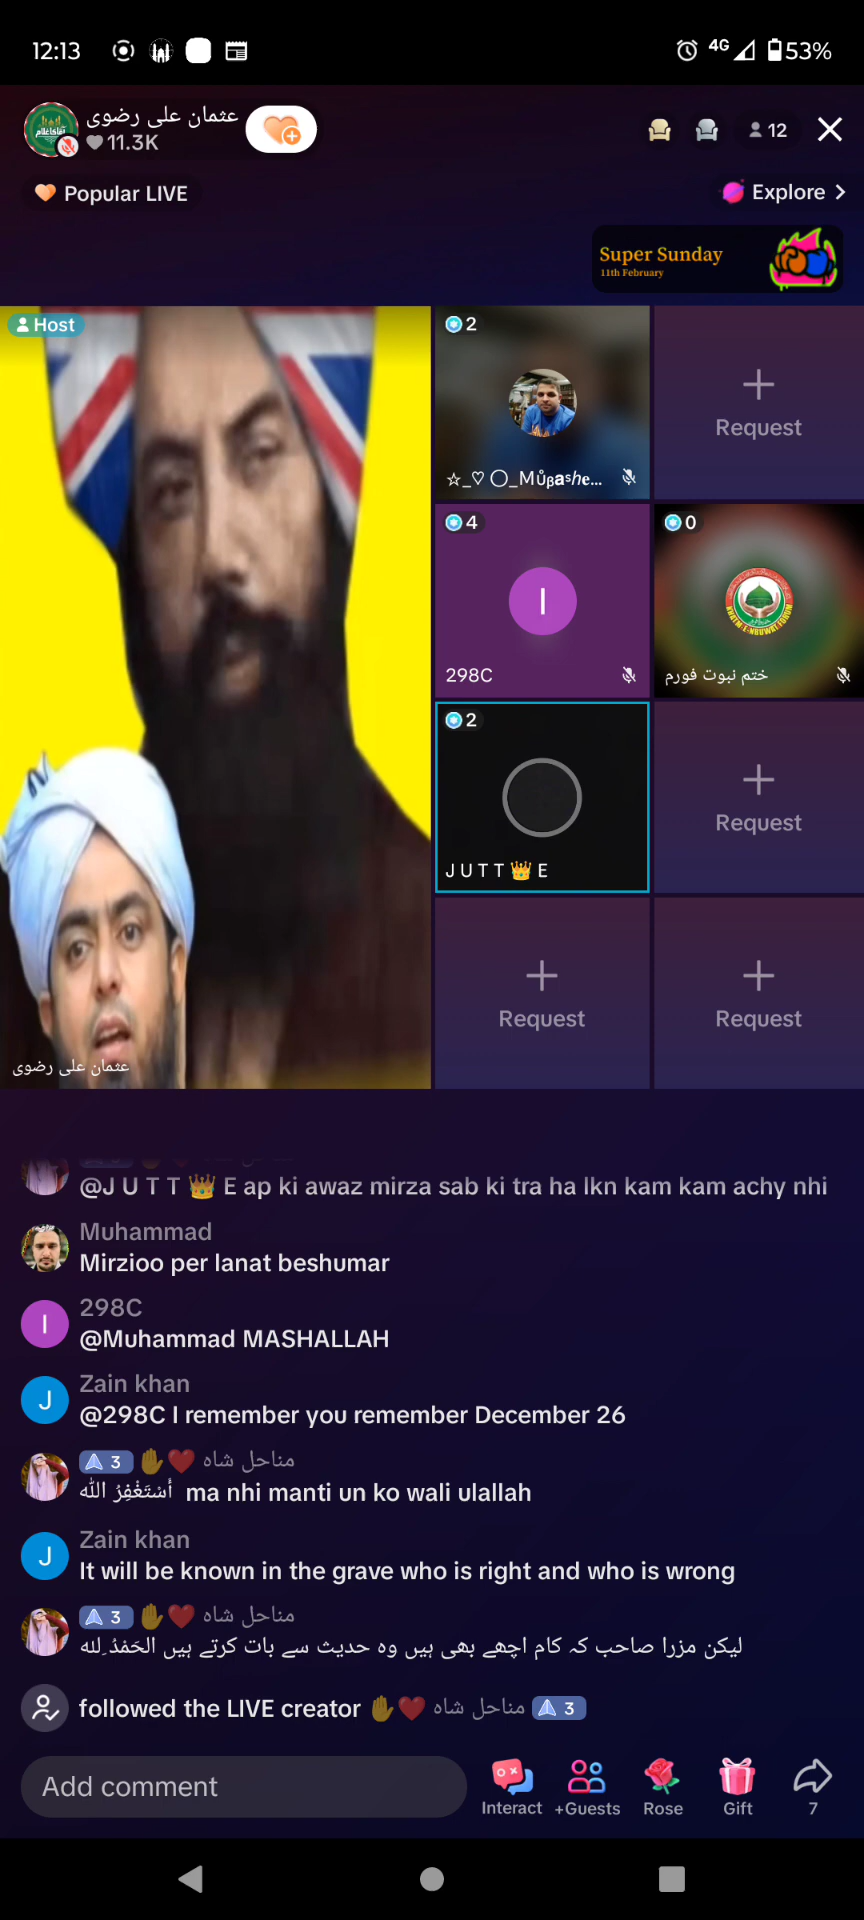 12:13
4G
53%
عثمان علی رضوی
11.3K
12
Popular LIVE
Explore
Super Sunday
11th February
Host
2
☆_♡ ◯_Můᵦaˢℎe...
Request
4
I
298C
0
KHATM-E-NBUWAT FORUM
ختم نبوت فورم
2
J U T T 👑 E
Request
Request
Request
عثمان علی رضوی
@J U T T 👑 E ap ki awaz mirza sab ki tra ha lkn kam kam achy nhi
Muhammad
Mirzioo per lanat beshumar
I
298C
@Muhammad MASHALLAH
J
Zain khan
@298C I remember you remember December 26
3 ✋❤️ مناحل شاہ
أَسْتَغْفِرُ اللّٰه ma nhi manti un ko wali ulallah
J
Zain khan
It will be known in the grave who is right and who is wrong
3 ✋❤️ مناحل شاہ
لیکن مزرا صاحب کہ کام اچھے بھی ہیں وہ حدیث سے بات کرتے ہیں الحَمْدُ ِلله
followed the LIVE creator ✋❤️ مناحل شاہ 3
Add comment
Interact
+Guests
Rose
Gift
7